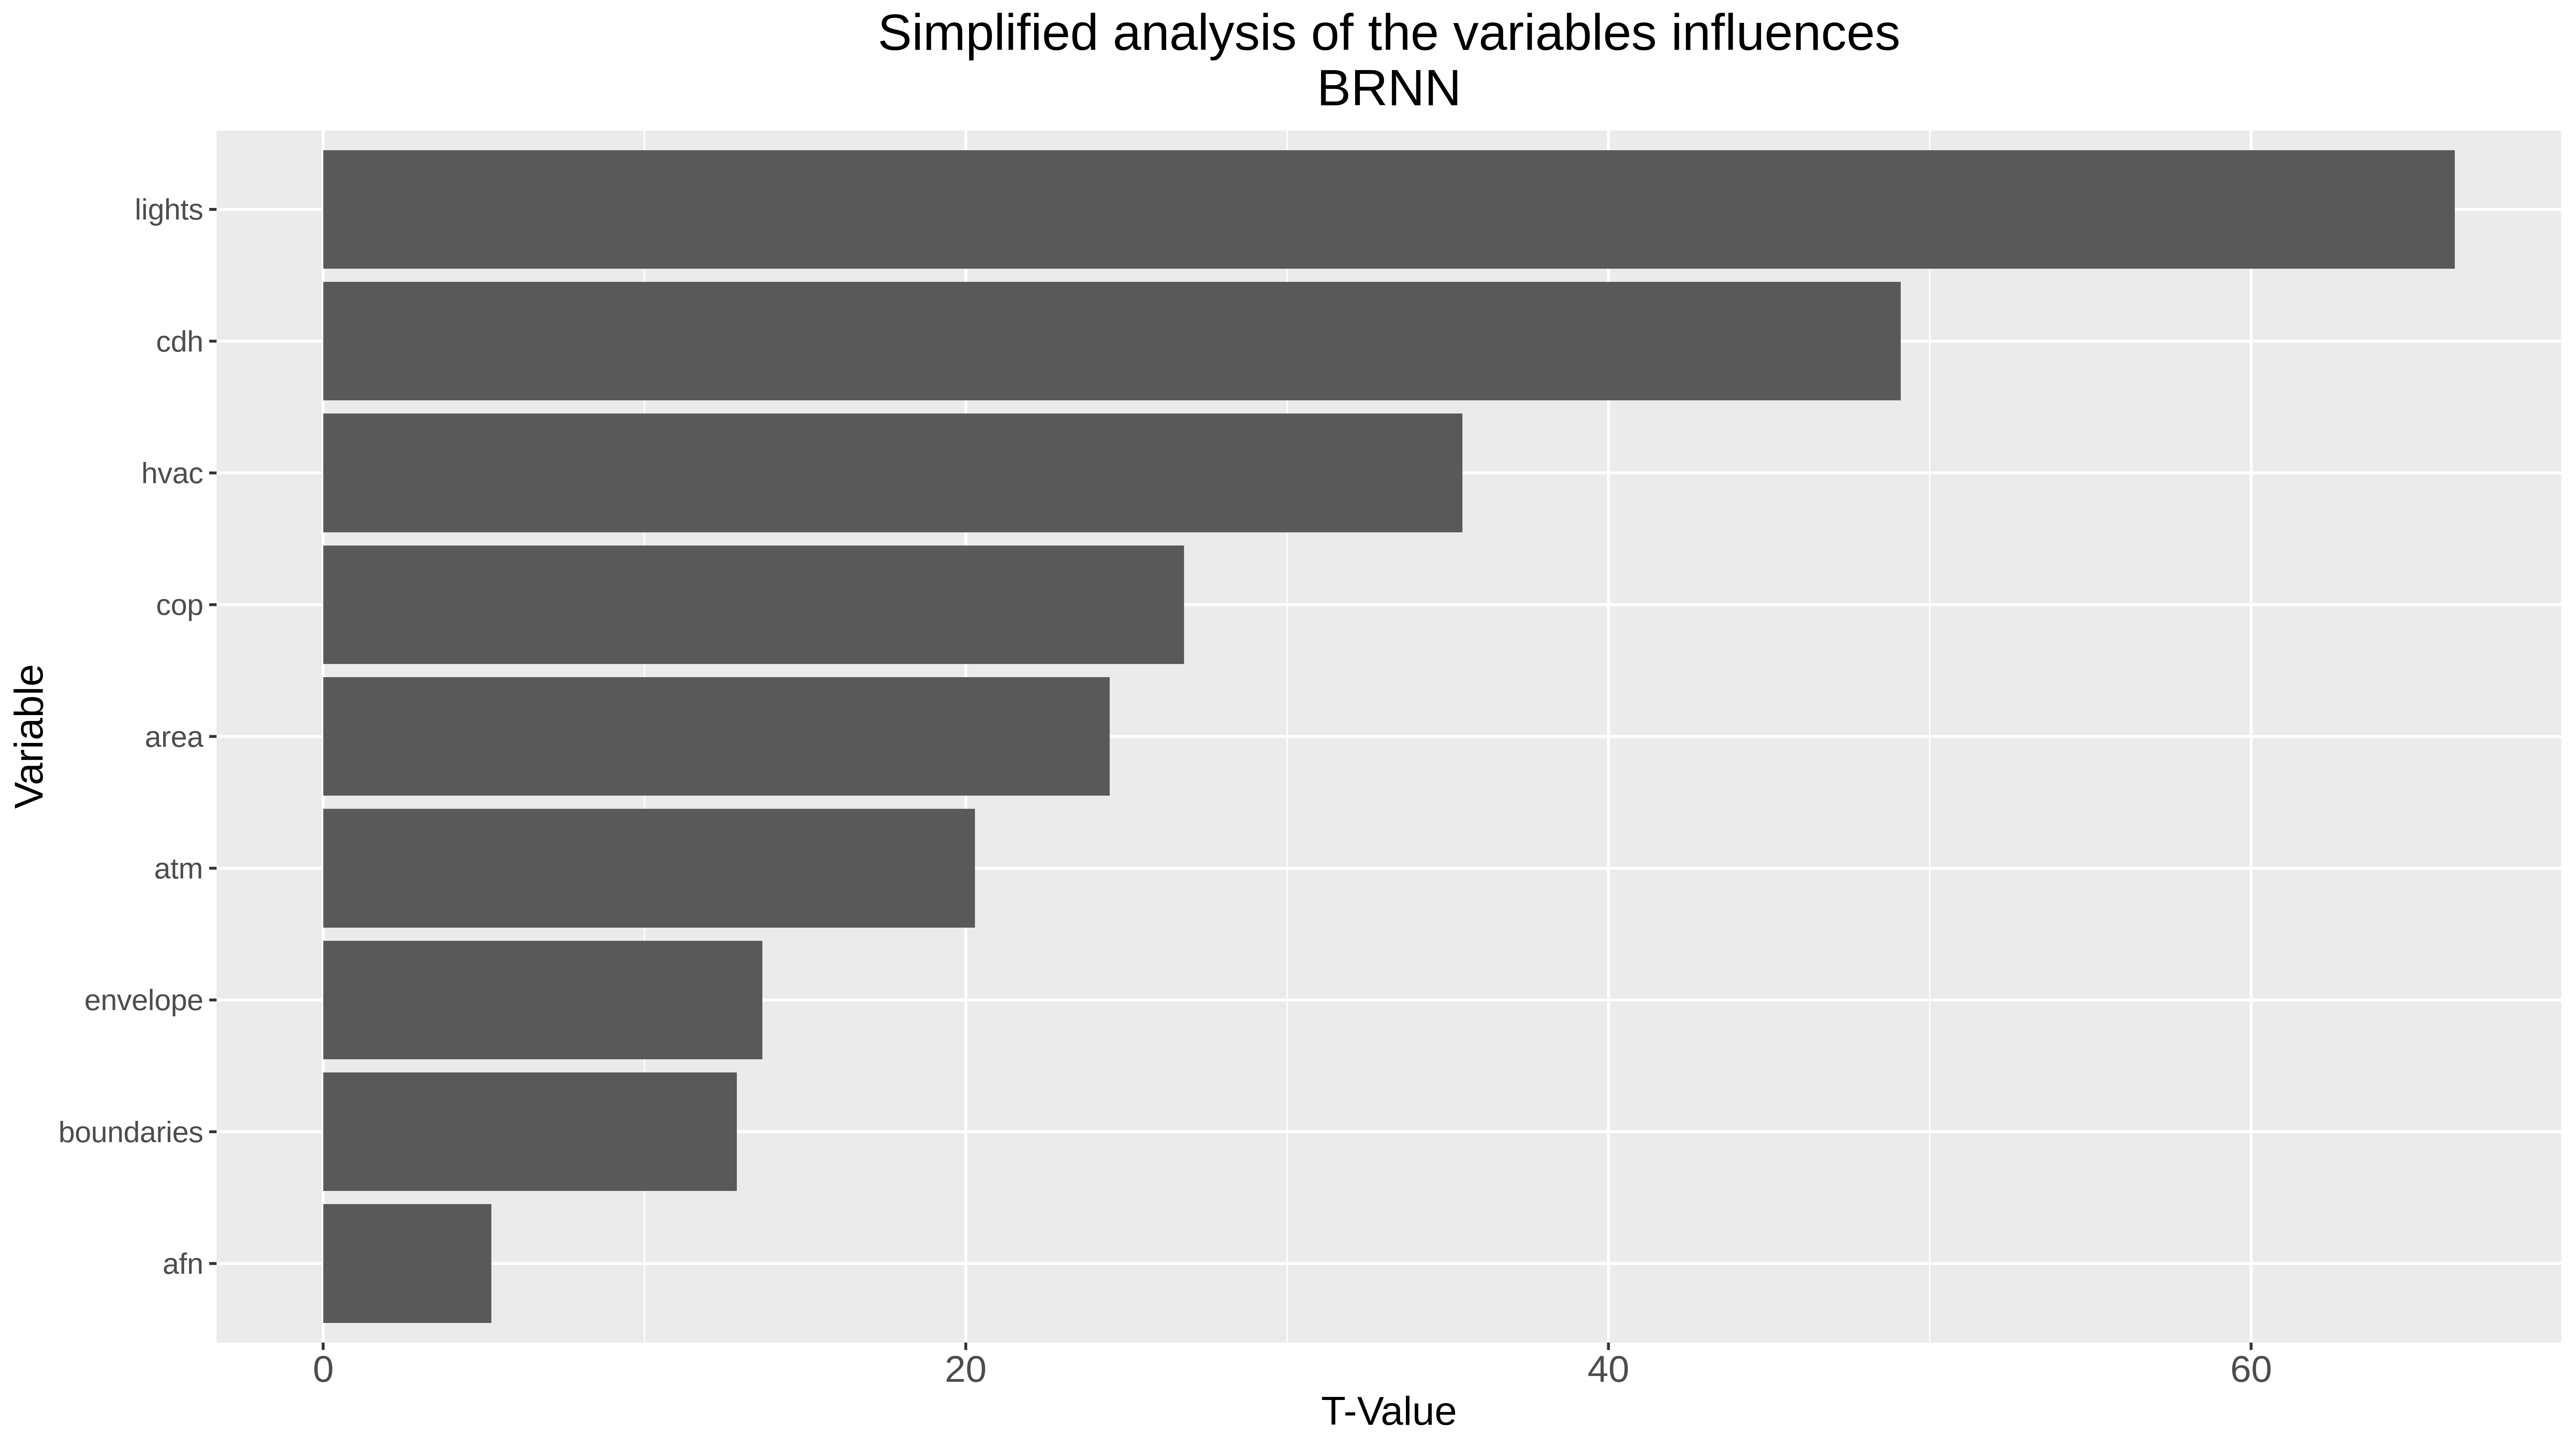 Simplified analysis of the variables influences
BRNN
Variable
lights
cdh
hvac
cop
area
atm
envelope
boundaries
afn
0 20 40 60
T-Value